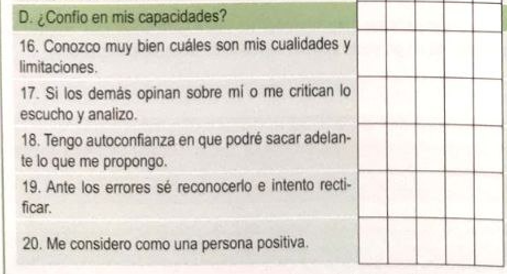 D. ¿Confío en mis capacidades?
16. Conozco muy bien cuáles son mis cualidades y
limitaciones.
17. Si los demás opinan sobre mí o me critican lo
escucho y analizo.
18. Tengo autoconfianza en que podré sacar adelan-
te lo que me propongo.
19. Ante los errores sé reconocerlo e intento recti-
ficar.
20. Me considero como una persona positiva.